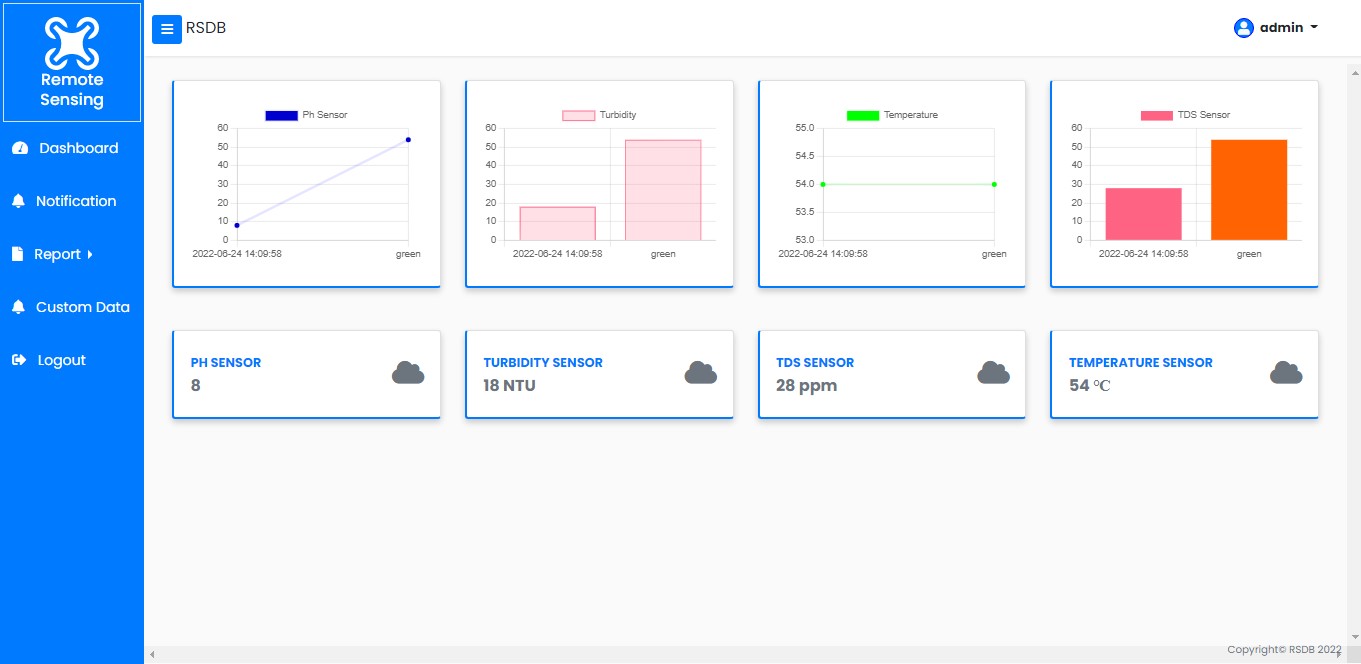 Remote
Sensing
RSDB
admin
Dashboard
Notification
Report
Custom Data
Logout
Ph Sensor
60
50
40
30
20
10
0
2022-06-24 14:09:58
green
Turbidity
60
50
40
30
20
10
0
2022-06-24 14:09:58
green
Temperature
55.0
54.5
54.0
53.5
53.0
2022-06-24 14:09:58
green
TDS Sensor
60
50
40
30
20
10
0
2022-06-24 14:09:58
green
PH SENSOR
8
TURBIDITY SENSOR
18 NTU
TDS SENSOR
28 ppm
TEMPERATURE SENSOR
54 ℃
Copyright© RSDB 2022